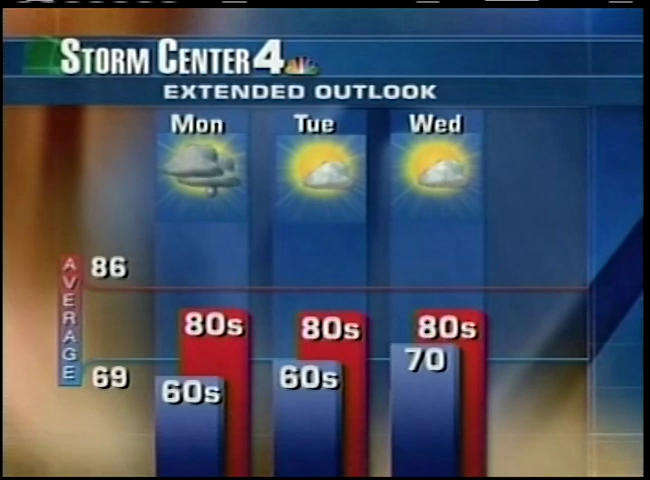 STORM CENTER 4
EXTENDED OUTLOOK
Mon Tue Wed
AVERAGE
86
80s 80s 80s
70
69 60s 60s